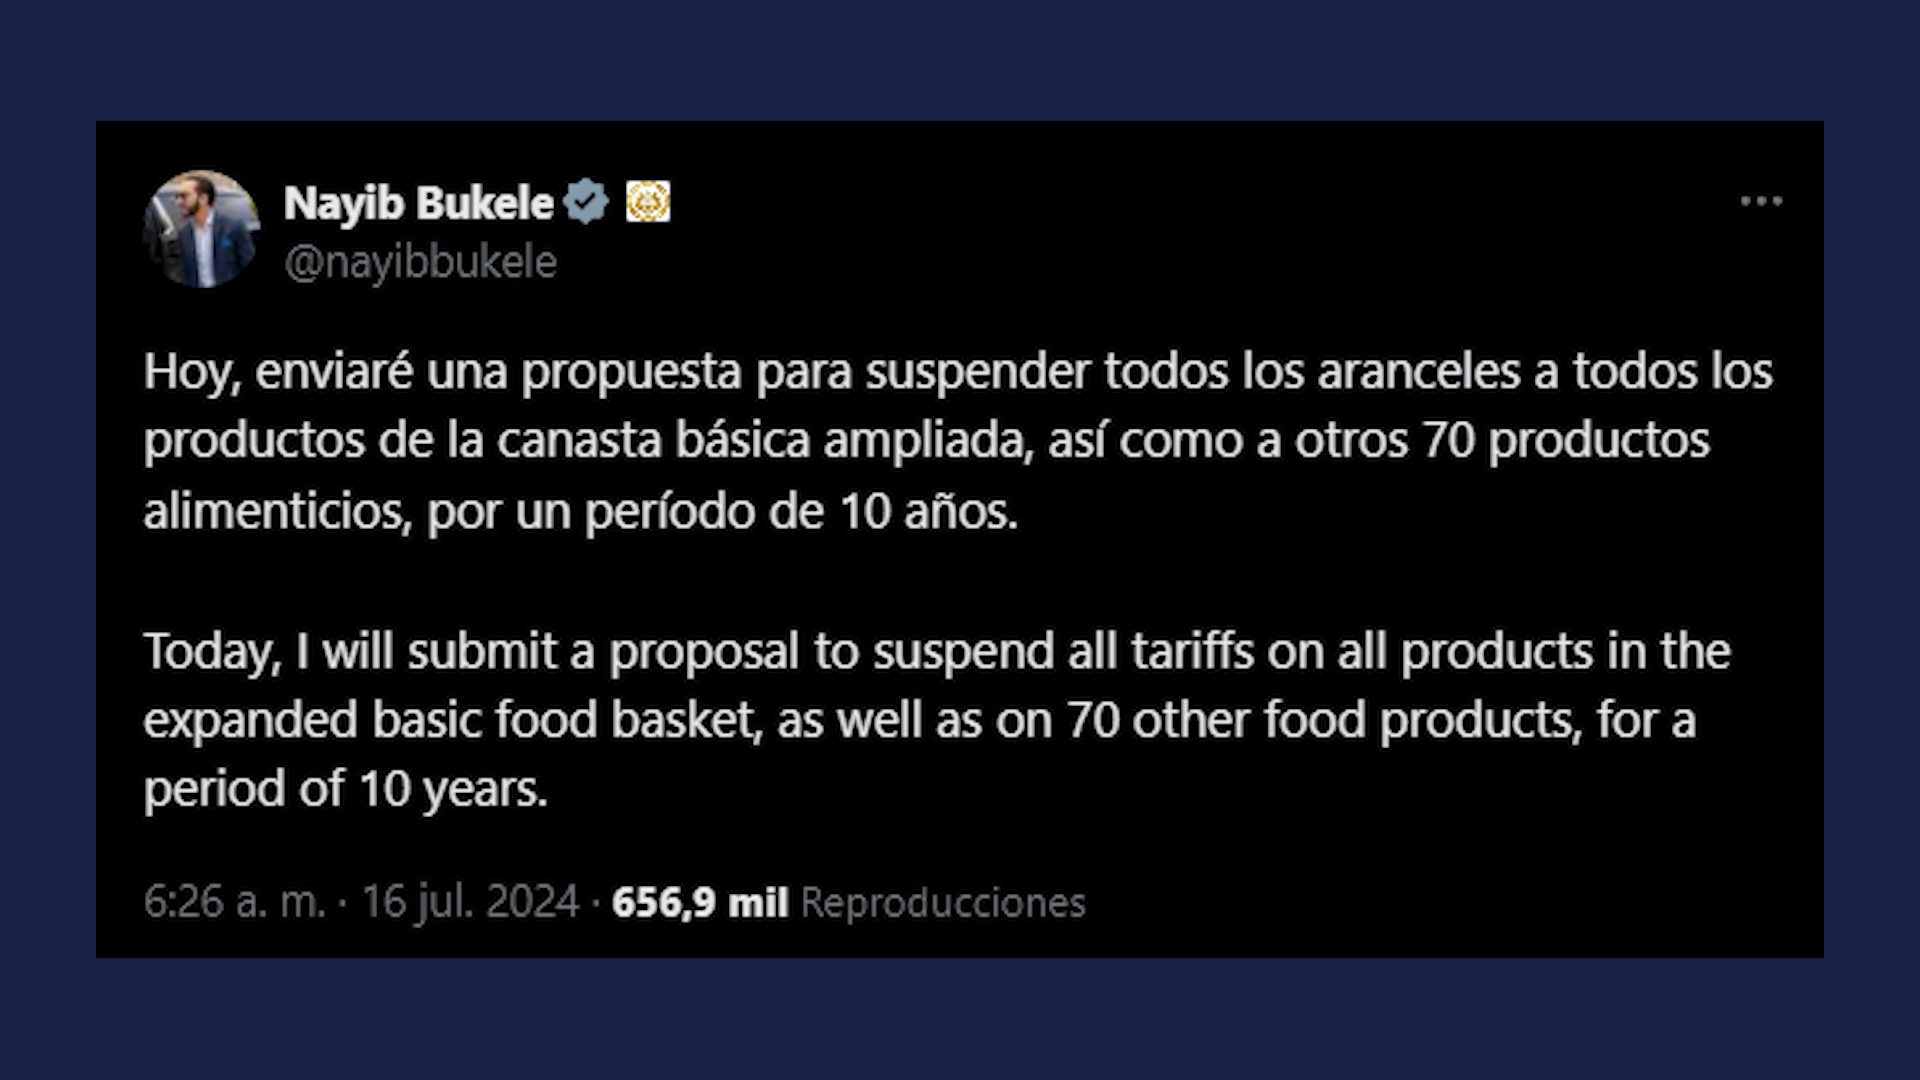 Nayib Bukele
@nayibbukele
Hoy, enviaré una propuesta para suspender todos los aranceles a todos los
productos de la canasta básica ampliada, así como a otros 70 productos
alimenticios, por un período de 10 años.
Today, I will submit a proposal to suspend all tariffs on all products in the
expanded basic food basket, as well as on 70 other food products, for a
period of 10 years.
6:26 a. m. · 16 jul. 2024 · 656,9 mil Reproducciones